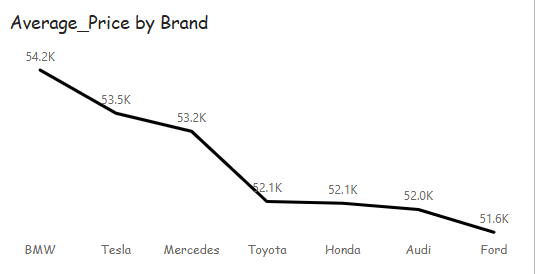 Average_Price by Brand
54.2K
53.5K
53.2K
52.1K
52.1K
52.0K
51.6K
BMW Tesla Mercedes Toyota Honda Audi Ford